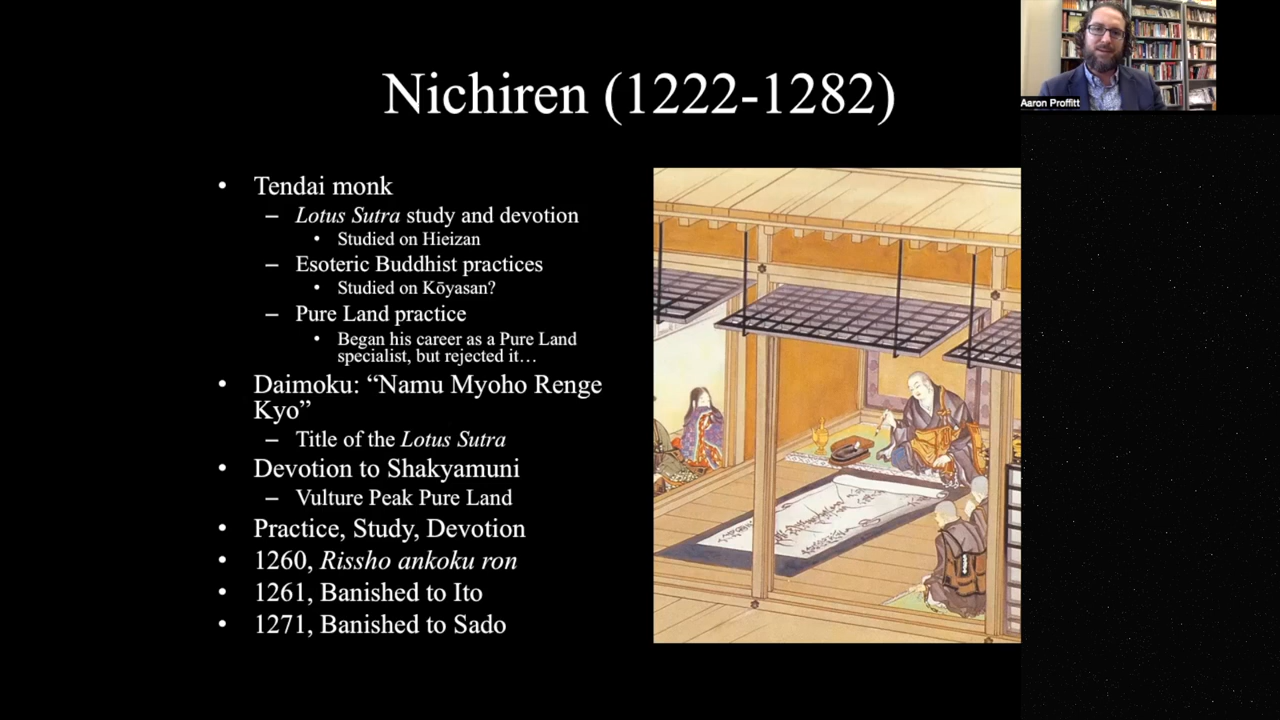 Nichiren (1222-1282)
Aaron Proffitt
• Tendai monk
– Lotus Sutra study and devotion
• Studied on Hieizan
– Esoteric Buddhist practices
• Studied on Kōyasan?
– Pure Land practice
• Began his career as a Pure Land
specialist, but rejected it…
• Daimoku: “Namu Myoho Renge
Kyo”
– Title of the Lotus Sutra
• Devotion to Shakyamuni
– Vulture Peak Pure Land
• Practice, Study, Devotion
• 1260, Rissho ankoku ron
• 1261, Banished to Ito
• 1271, Banished to Sado